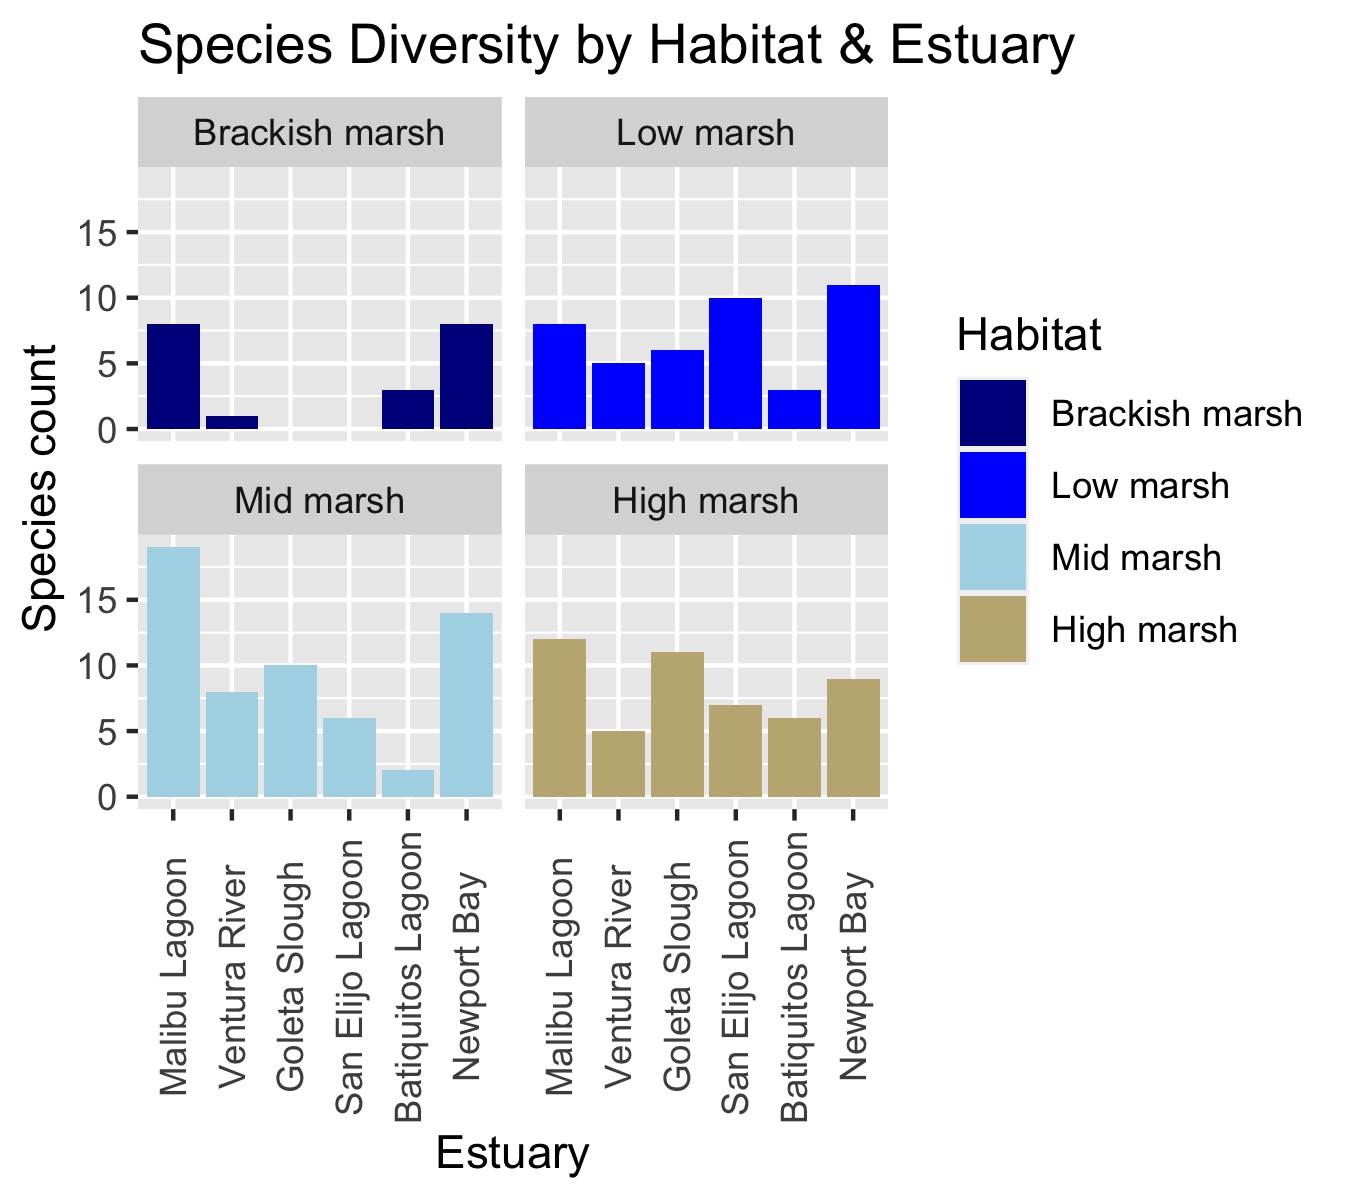 Species Diversity by Habitat & Estuary
Brackish marsh
Low marsh
15
10
5
0
Mid marsh
High marsh
15
10
5
0
Species count
Malibu Lagoon
Ventura River
Goleta Slough
San Elijo Lagoon
Batiquitos Lagoon
Newport Bay
Malibu Lagoon
Ventura River
Goleta Slough
San Elijo Lagoon
Batiquitos Lagoon
Newport Bay
Estuary
Habitat
Brackish marsh
Low marsh
Mid marsh
High marsh